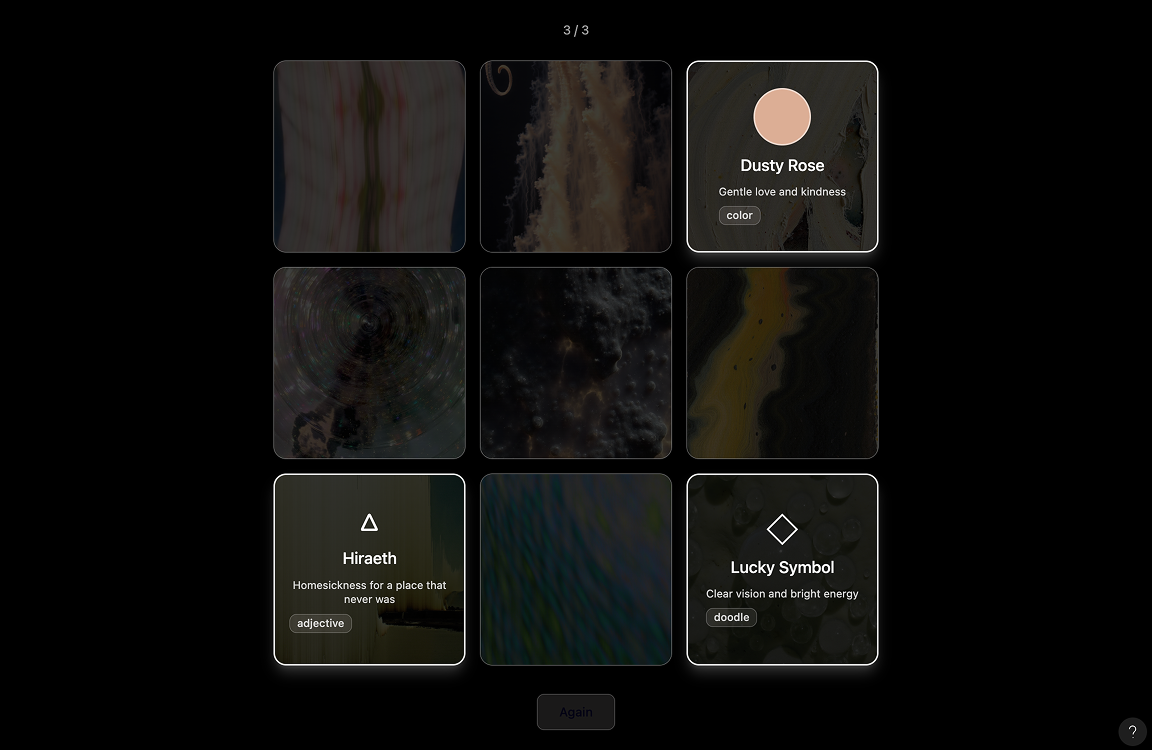 3 / 3
Dusty Rose
Gentle love and kindness
color
Hiraeth
Homesickness for a place that
never was
adjective
Lucky Symbol
Clear vision and bright energy
doodle
Again
?